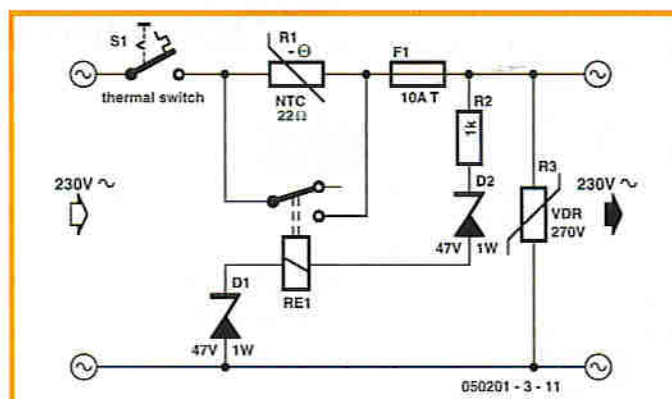 S1
thermal switch
R1
-Θ
NTC
22Ω
F1
10A T
R2
1k
D2
47V 1W
R3
VDR
270V
230V ~
230V ~
RE1
D1
47V 1W
050201 - 3 - 11